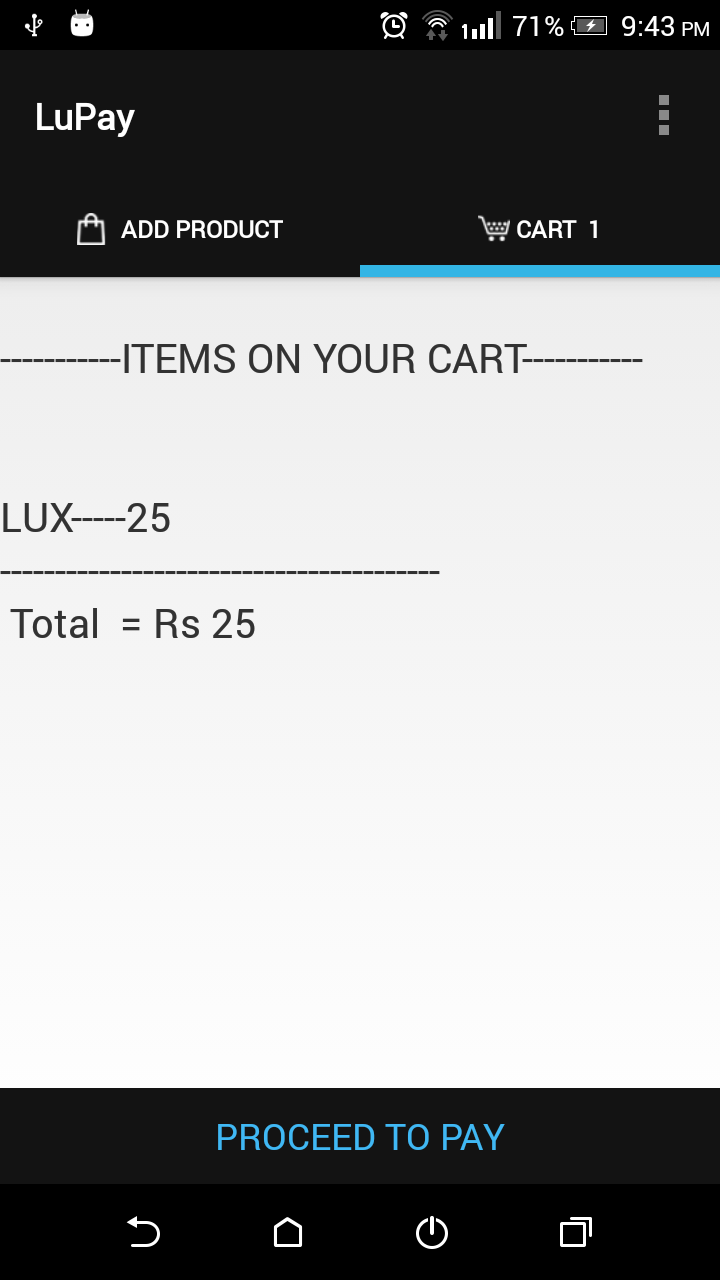 71% 9:43 PM
LuPay
ADD PRODUCT CART 1
-----------ITEMS ON YOUR CART-----------
LUX-----25
----------------------------------------
Total = Rs 25
PROCEED TO PAY